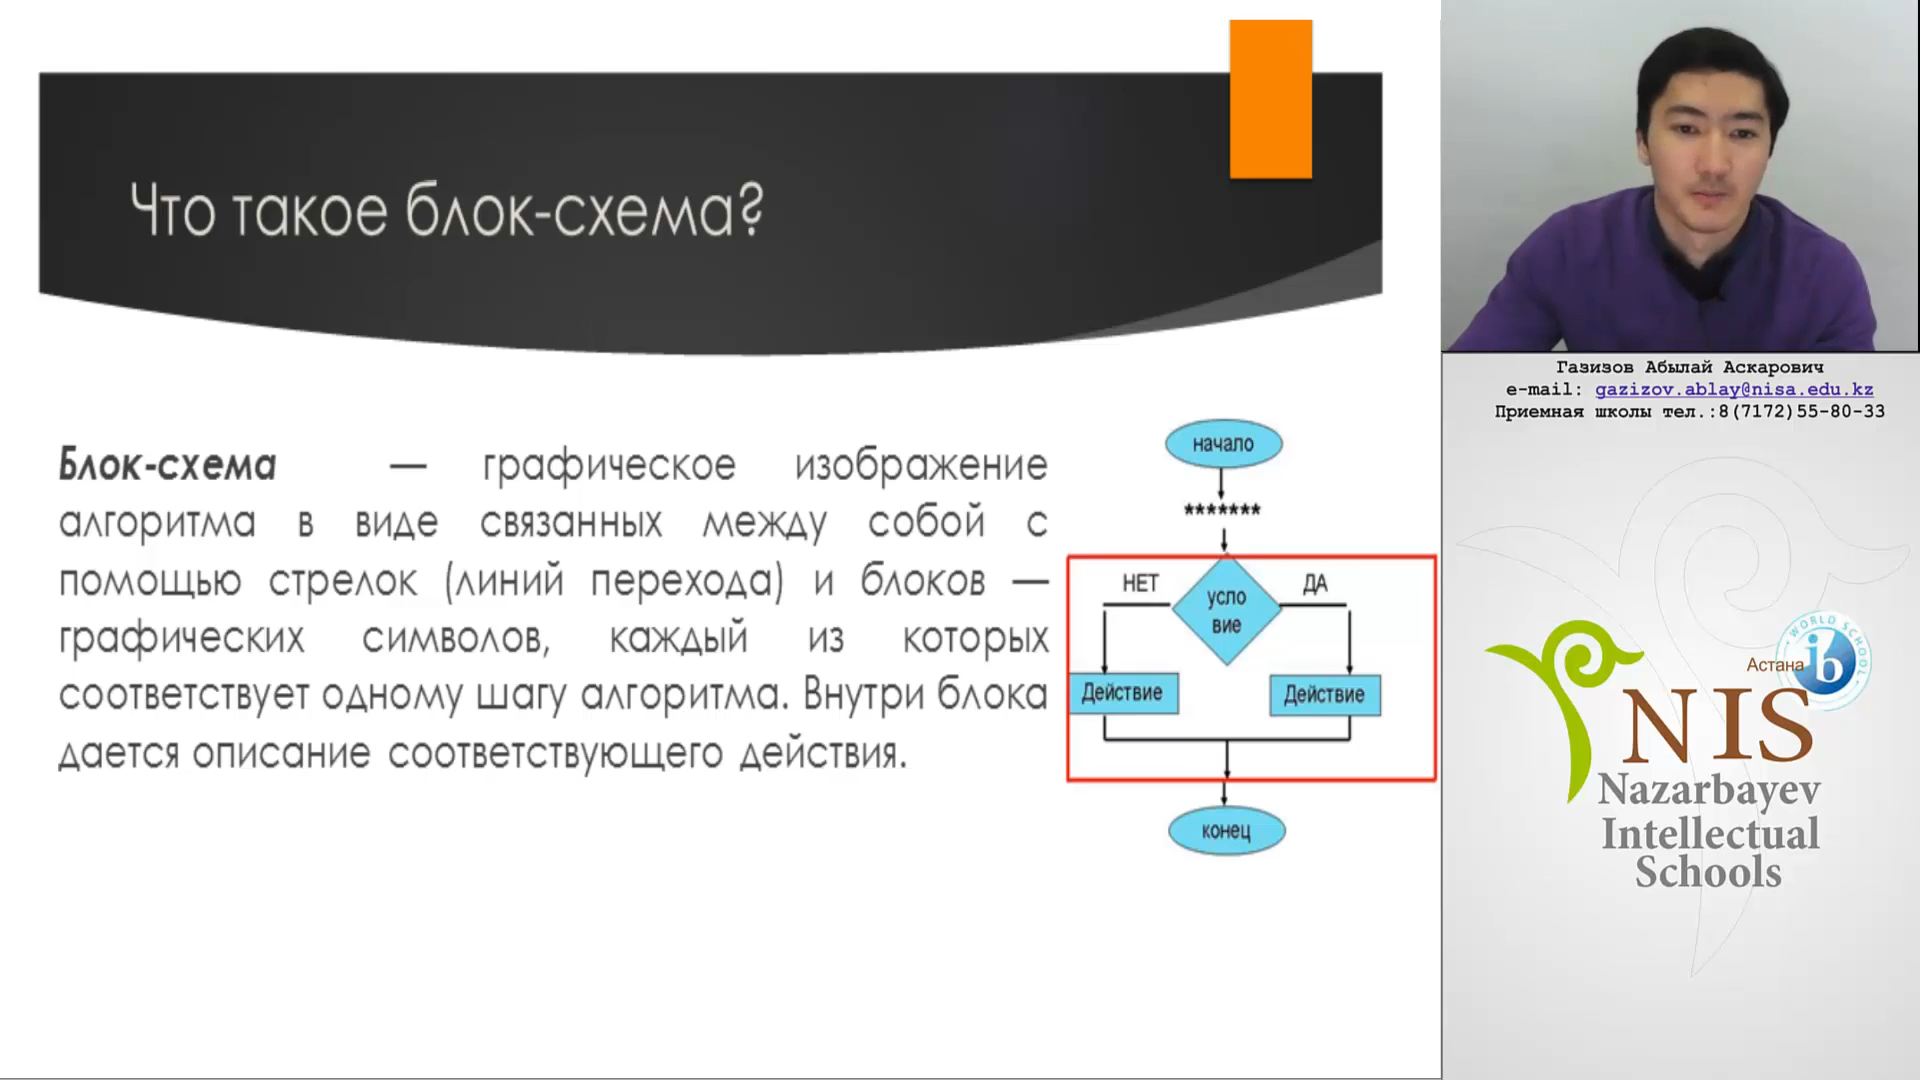 Что такое блок-схема?
Блок-схема — графическое изображение
алгоритма в виде связанных между собой с
помощью стрелок (линий перехода) и блоков —
графических символов, каждый из которых
соответствует одному шагу алгоритма. Внутри блока
дается описание соответствующего действия.
начало
*******
НЕТ
усло
вие
ДА
Действие
Действие
конец
Газизов Абылай Аскарович
e-mail: gazizov.ablay@nisa.edu.kz
Приемная школы тел.:8(7172)55-80-33
WORLD SCHOOL
ib
Астана
NIS
Nazarbayev
Intellectual
Schools